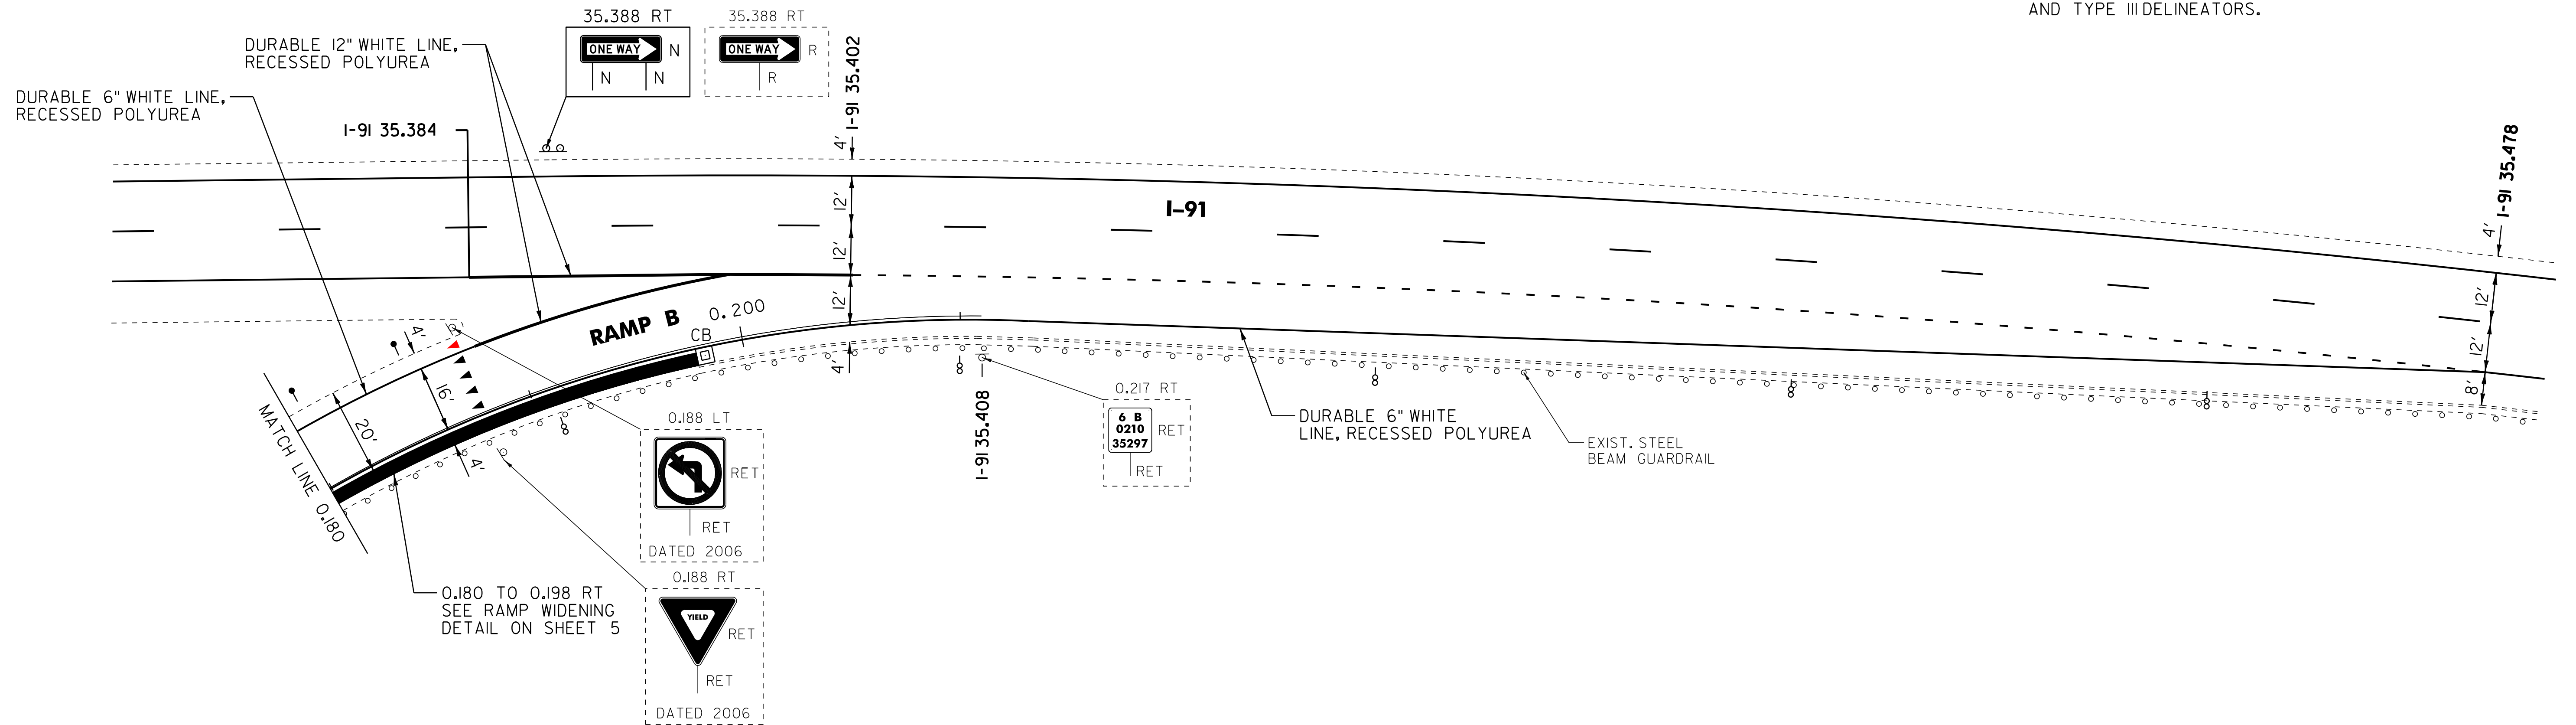 AND TYPE III DELINEATORS.
35.388 RT
ONE WAY
N
N N
35.388 RT
ONE WAY
R
R
DURABLE 12" WHITE LINE,
RECESSED POLYUREA
DURABLE 6" WHITE LINE,
RECESSED POLYUREA
I-91 35.384
I-91 35.402
4'
12'
12'
12'
4'
I-91
I-91 35.478
4'
12'
12'
8'
RAMP B
0.200
CB
4'
16'
20'
4'
MATCH LINE 0.180
I-91 35.408
0.217 RT
6 B
0210
35297
RET
RET
DURABLE 6" WHITE
LINE, RECESSED POLYUREA
EXIST. STEEL
BEAM GUARDRAIL
0.188 LT
RET
RET
DATED 2006
0.188 RT
YIELD
RET
RET
DATED 2006
0.180 TO 0.198 RT
SEE RAMP WIDENING
DETAIL ON SHEET 5